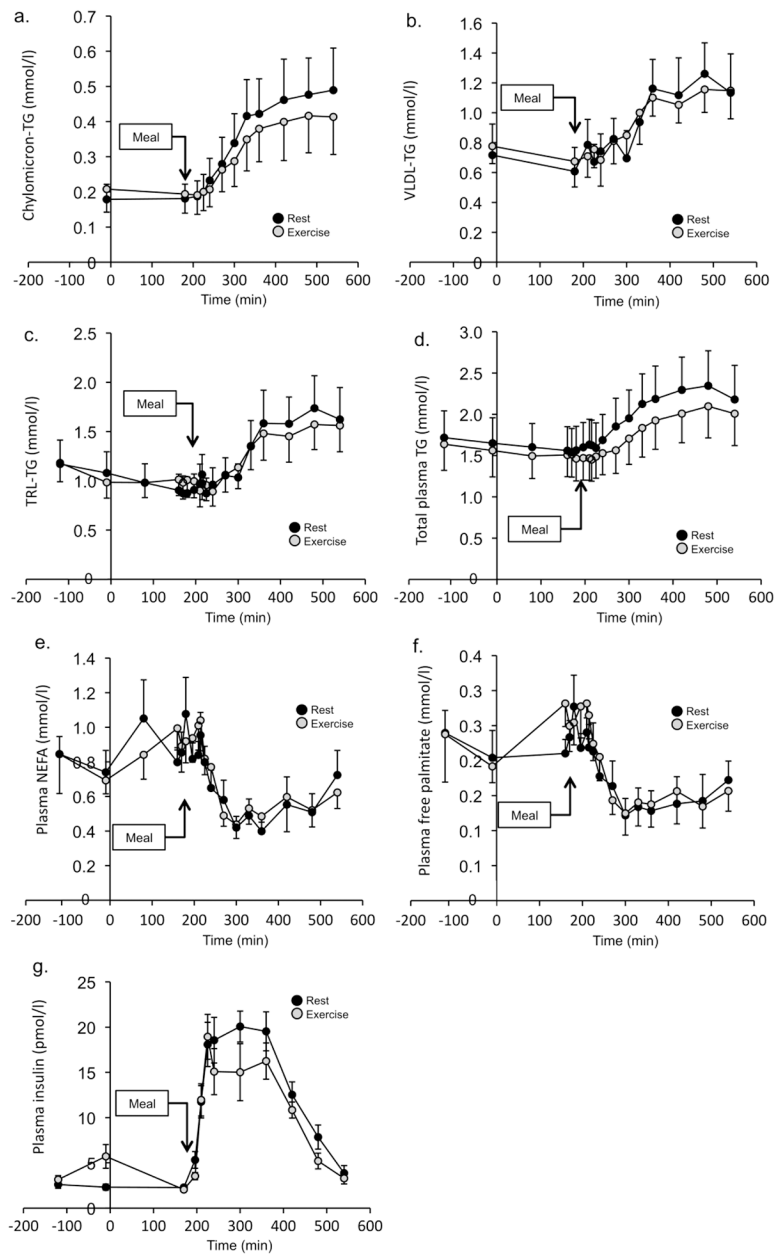 a.
Chylomicron-TG (mmol/l)
0.7
0.6
0.5
0.4
0.3
0.2
0.1
0
Meal
Rest
Exercise
-200 -100 0 100 200 300 400 500 600
Time (min)
b.
VLDL-TG (mmol/l)
1.6
1.4
1.2
1.0
0.8
0.6
0.4
0.2
0
Meal
Rest
Exercise
-200 -100 0 100 200 300 400 500 600
Time (min)
c.
TRL-TG (mmol/l)
2.5
2.0
1.5
1.0
0.5
0
Meal
Rest
Exercise
-200 -100 0 100 200 300 400 500 600
Time (min)
d.
Total plasma TG (mmol/l)
3.0
2.5
2.0
1.5
1.0
0.5
0
Meal
Rest
Exercise
-200 -100 0 100 200 300 400 500 600
Time (min)
e.
Plasma NEFA (mmol/l)
1.4
1.2
1.0
0.8
0.6
0.4
0.2
0
Meal
Rest
Exercise
-200 -100 0 100 200 300 400 500 600
Time (min)
f.
Plasma free palmitate (mmol/l)
0.4
0.3
0.3
0.2
0.2
0.1
0.1
0
Meal
Rest
Exercise
-200 -100 0 100 200 300 400 500 600
Time (min)
g.
Plasma insulin (pmol/l)
25
20
15
10
5
0
Meal
Rest
Exercise
-200 -100 0 100 200 300 400 500 600
Time (min)